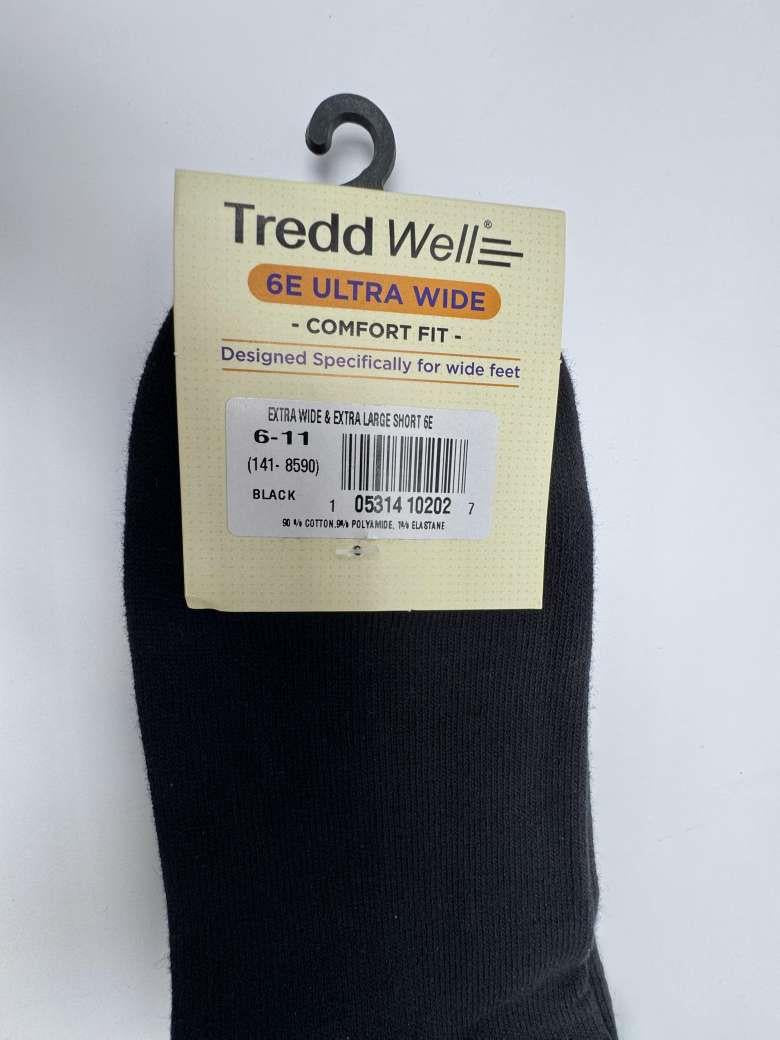 Tredd Well®
6E ULTRA WIDE
- COMFORT FIT -
Designed Specifically for wide feet
EXTRA WIDE & EXTRA LARGE SHORT 6E
6-11
(141- 8590)
BLACK
1 05314 10202 7
90 % COTTON.9% POLYAMIDE, 1% ELASTANE